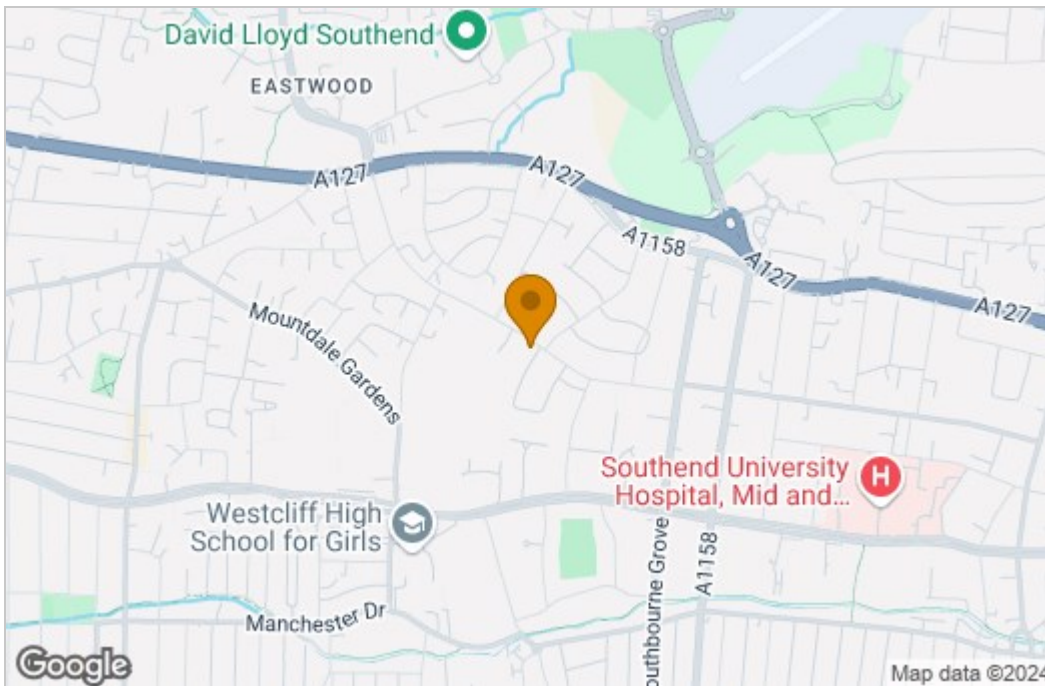 David Lloyd Southend
EASTWOOD
A127
A127
A1158
A127
A127
Mountdale Gardens
Southend University
Hospital, Mid and...
Westcliff High
School for Girls
H
A1158
outhbourne Grove
Manchester Dr
Google
Map data ©2024